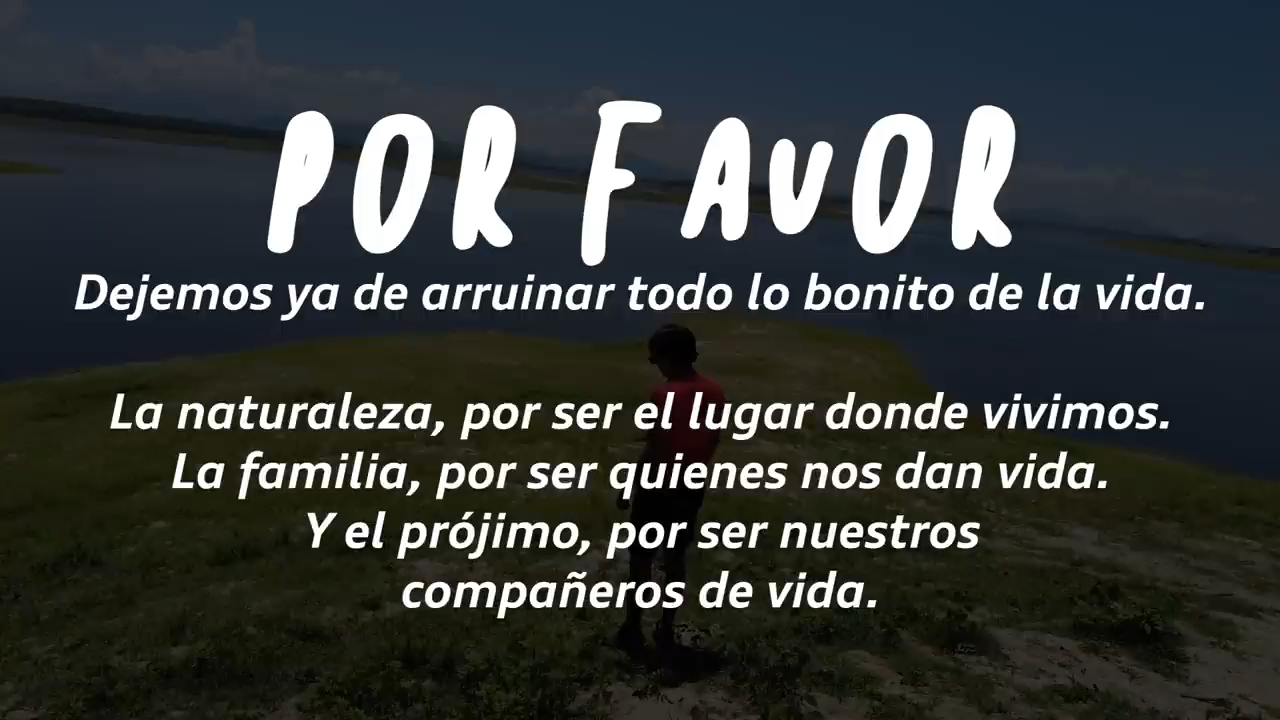 POR FAVOR
Dejemos ya de arruinar todo lo bonito de la vida.
La naturaleza, por ser el lugar donde vivimos.
La familia, por ser quienes nos dan vida.
Y el prójimo, por ser nuestros
compañeros de vida.